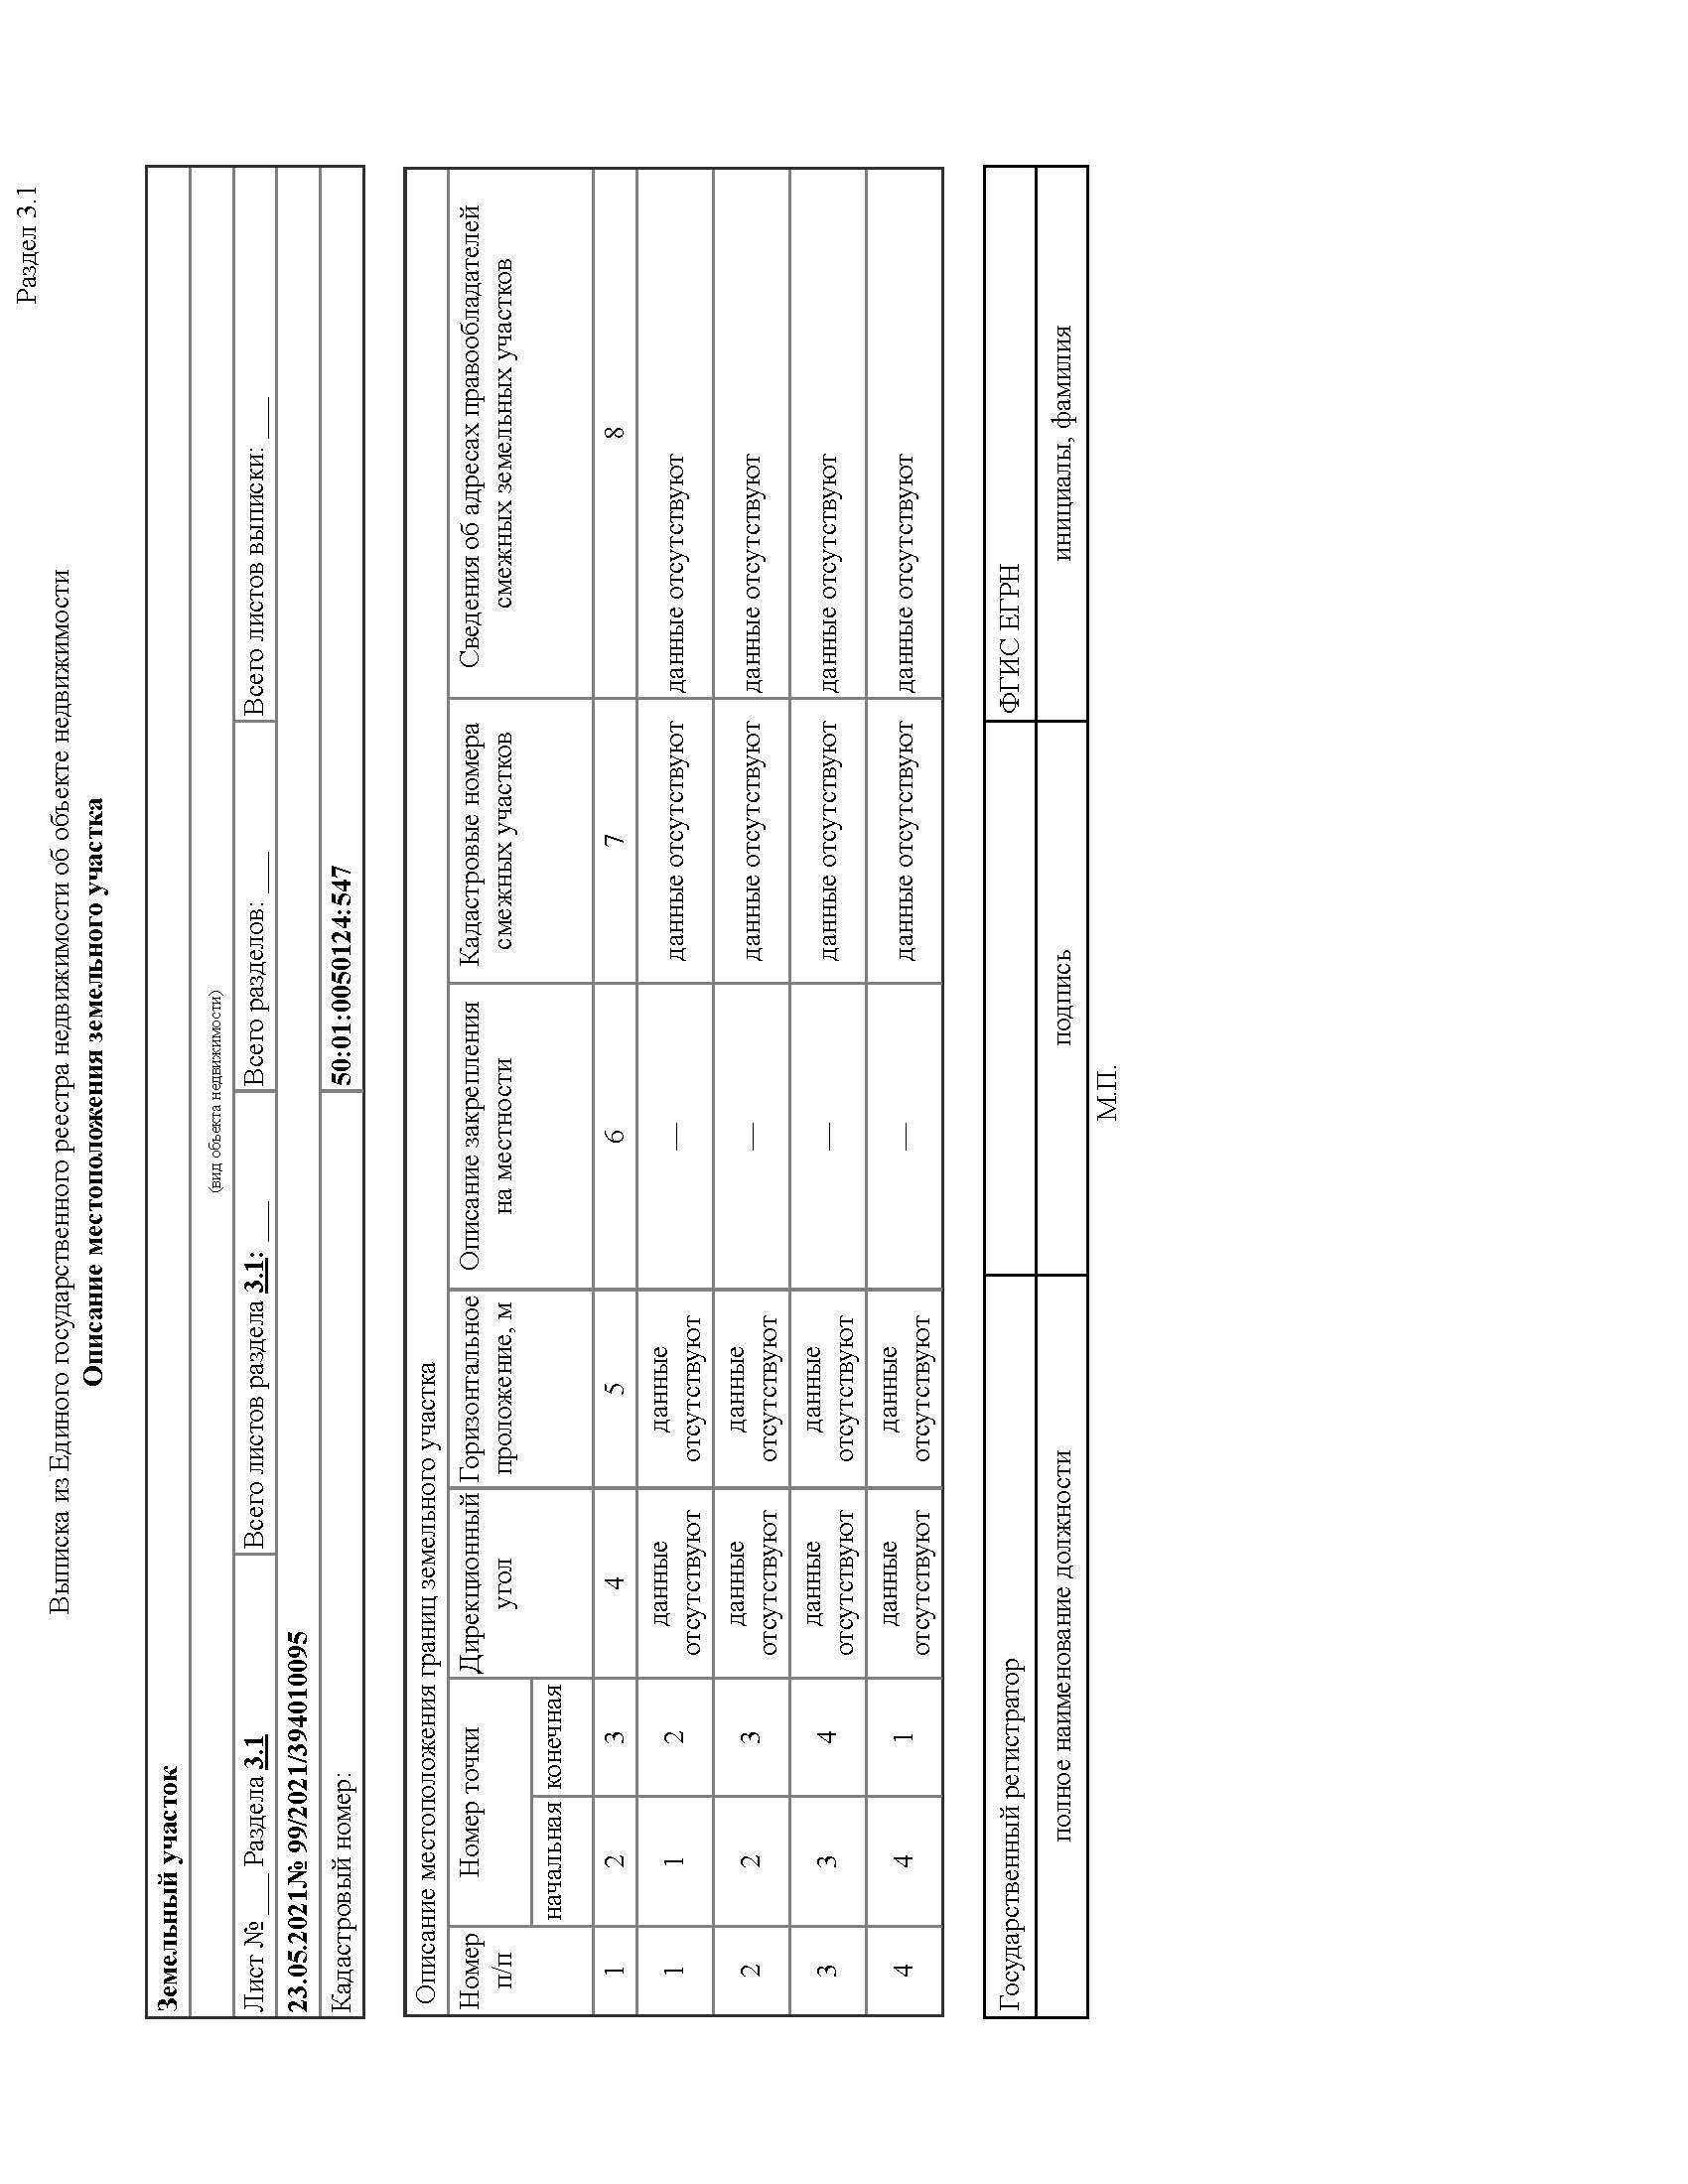 Раздел 3.1
Выписка из Единого государственного реестра недвижимости об объекте недвижимости
Описание местоположения земельного участка
Земельный участок
(вид объекта недвижимости)
Лист № ___ Раздела 3.1 Всего листов раздела 3.1: ___ Всего разделов: ___ Всего листов выписки: ___
23.05.2021№ 99/2021/394010095
Кадастровый номер: 50:01:0050124:547
Описание местоположения границ земельного участка
Номер п/п Номер точки Дирекционный угол Горизонтальное проложение, м Описание закрепления на местности Кадастровые номера смежных участков Сведения об адресах правообладателей смежных земельных участков
начальная конечная
1 2 3 4 5 6 7 8
1 1 2 данные отсутствуют данные отсутствуют — данные отсутствуют данные отсутствуют
2 2 3 данные отсутствуют данные отсутствуют — данные отсутствуют данные отсутствуют
3 3 4 данные отсутствуют данные отсутствуют — данные отсутствуют данные отсутствуют
4 4 1 данные отсутствуют данные отсутствуют — данные отсутствуют данные отсутствуют
Государственный регистратор ФГИС ЕГРН
полное наименование должности подпись инициалы, фамилия
М.П.